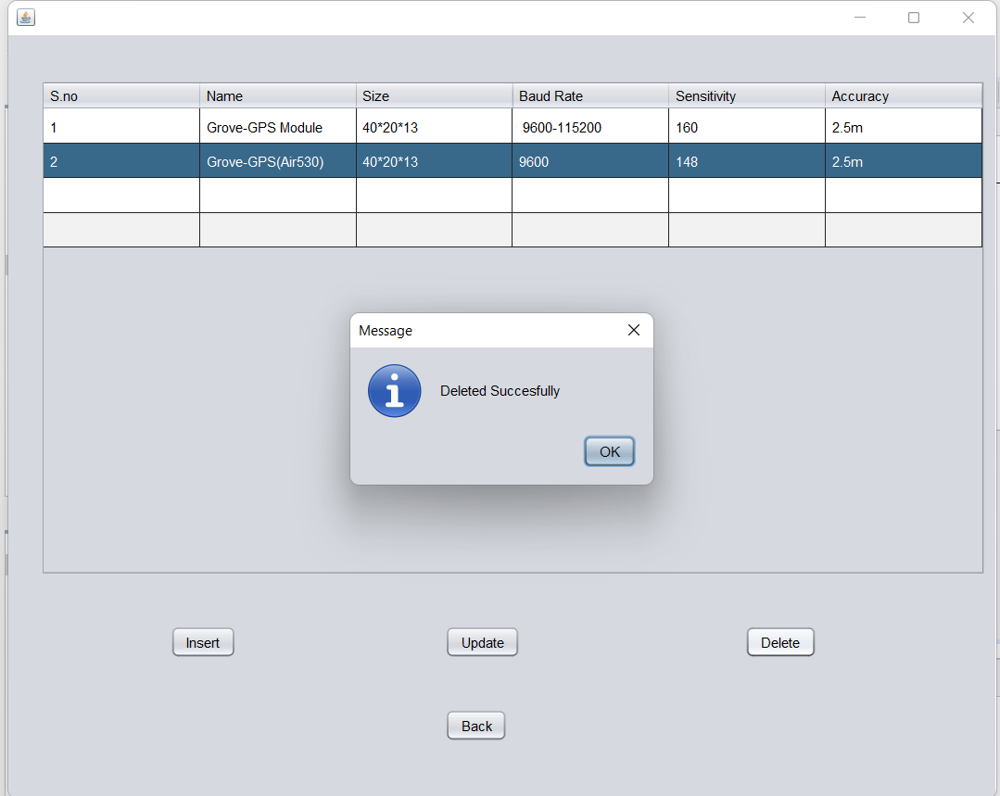 S.no Name Size Baud Rate Sensitivity Accuracy
1 Grove-GPS Module 40*20*13 9600-115200 160 2.5m
2 Grove-GPS(Air530) 40*20*13 9600 148 2.5m
Message
Deleted Succesfully
OK
Insert Update Delete
Back